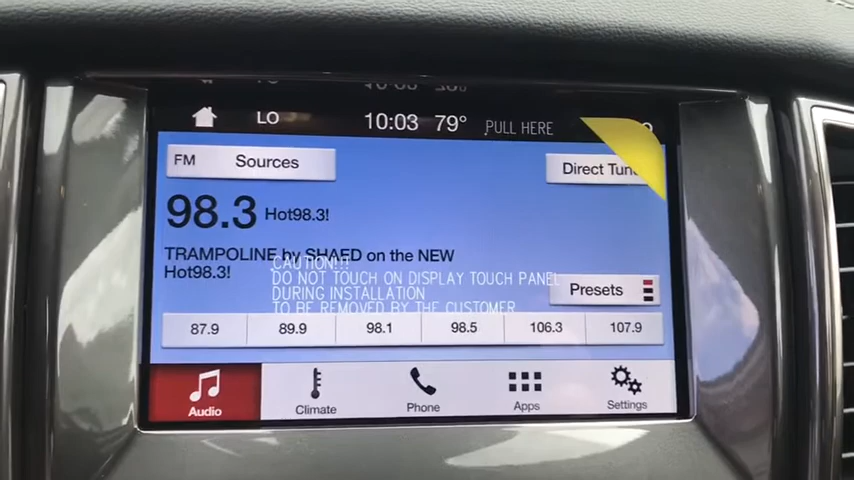 LO
10:03 79°
PULL HERE
FM Sources
Direct Tune
98.3 Hot98.3!
TRAMPOLINE by SHAED on the NEW
Hot98.3!
CAUTION!!!
DO NOT TOUCH ON DISPLAY TOUCH PANEL
DURING INSTALLATION
TO BE REMOVED BY THE CUSTOMER
Presets
87.9 89.9 98.1 98.5 106.3 107.9
Audio Climate Phone Apps Settings